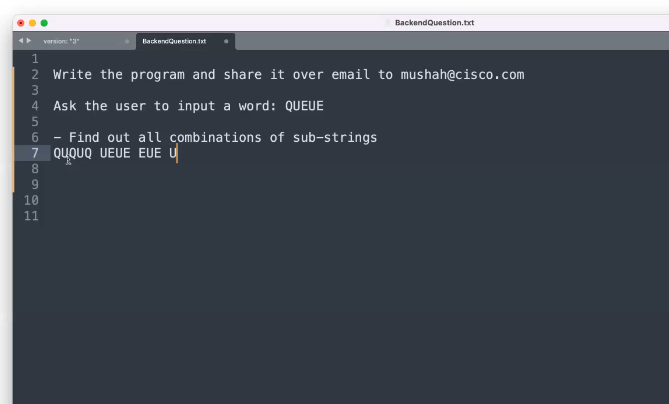 BackendQuestion.txt
version: "3"
BackendQuestion.txt
1
2 Write the program and share it over email to mushah@cisco.com
3
4 Ask the user to input a word: QUEUE
5
6 - Find out all combinations of sub-strings
7 QUQUQ UEUE EUE U
8
9
10
11